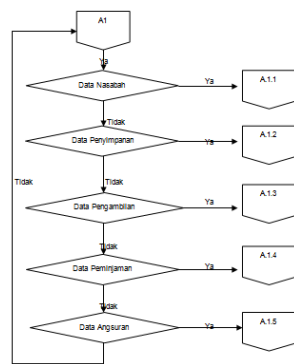 A1
Ya
Data Nasabah
Ya
A.1.1
Tidak
Data Penyimpanan
Ya
A.1.2
Tidak
Tidak
Data Pengambilan
Ya
A.1.3
Tidak
Data Peminjaman
Ya
A.1.4
Tidak
Data Angsuran
Ya
A.1.5